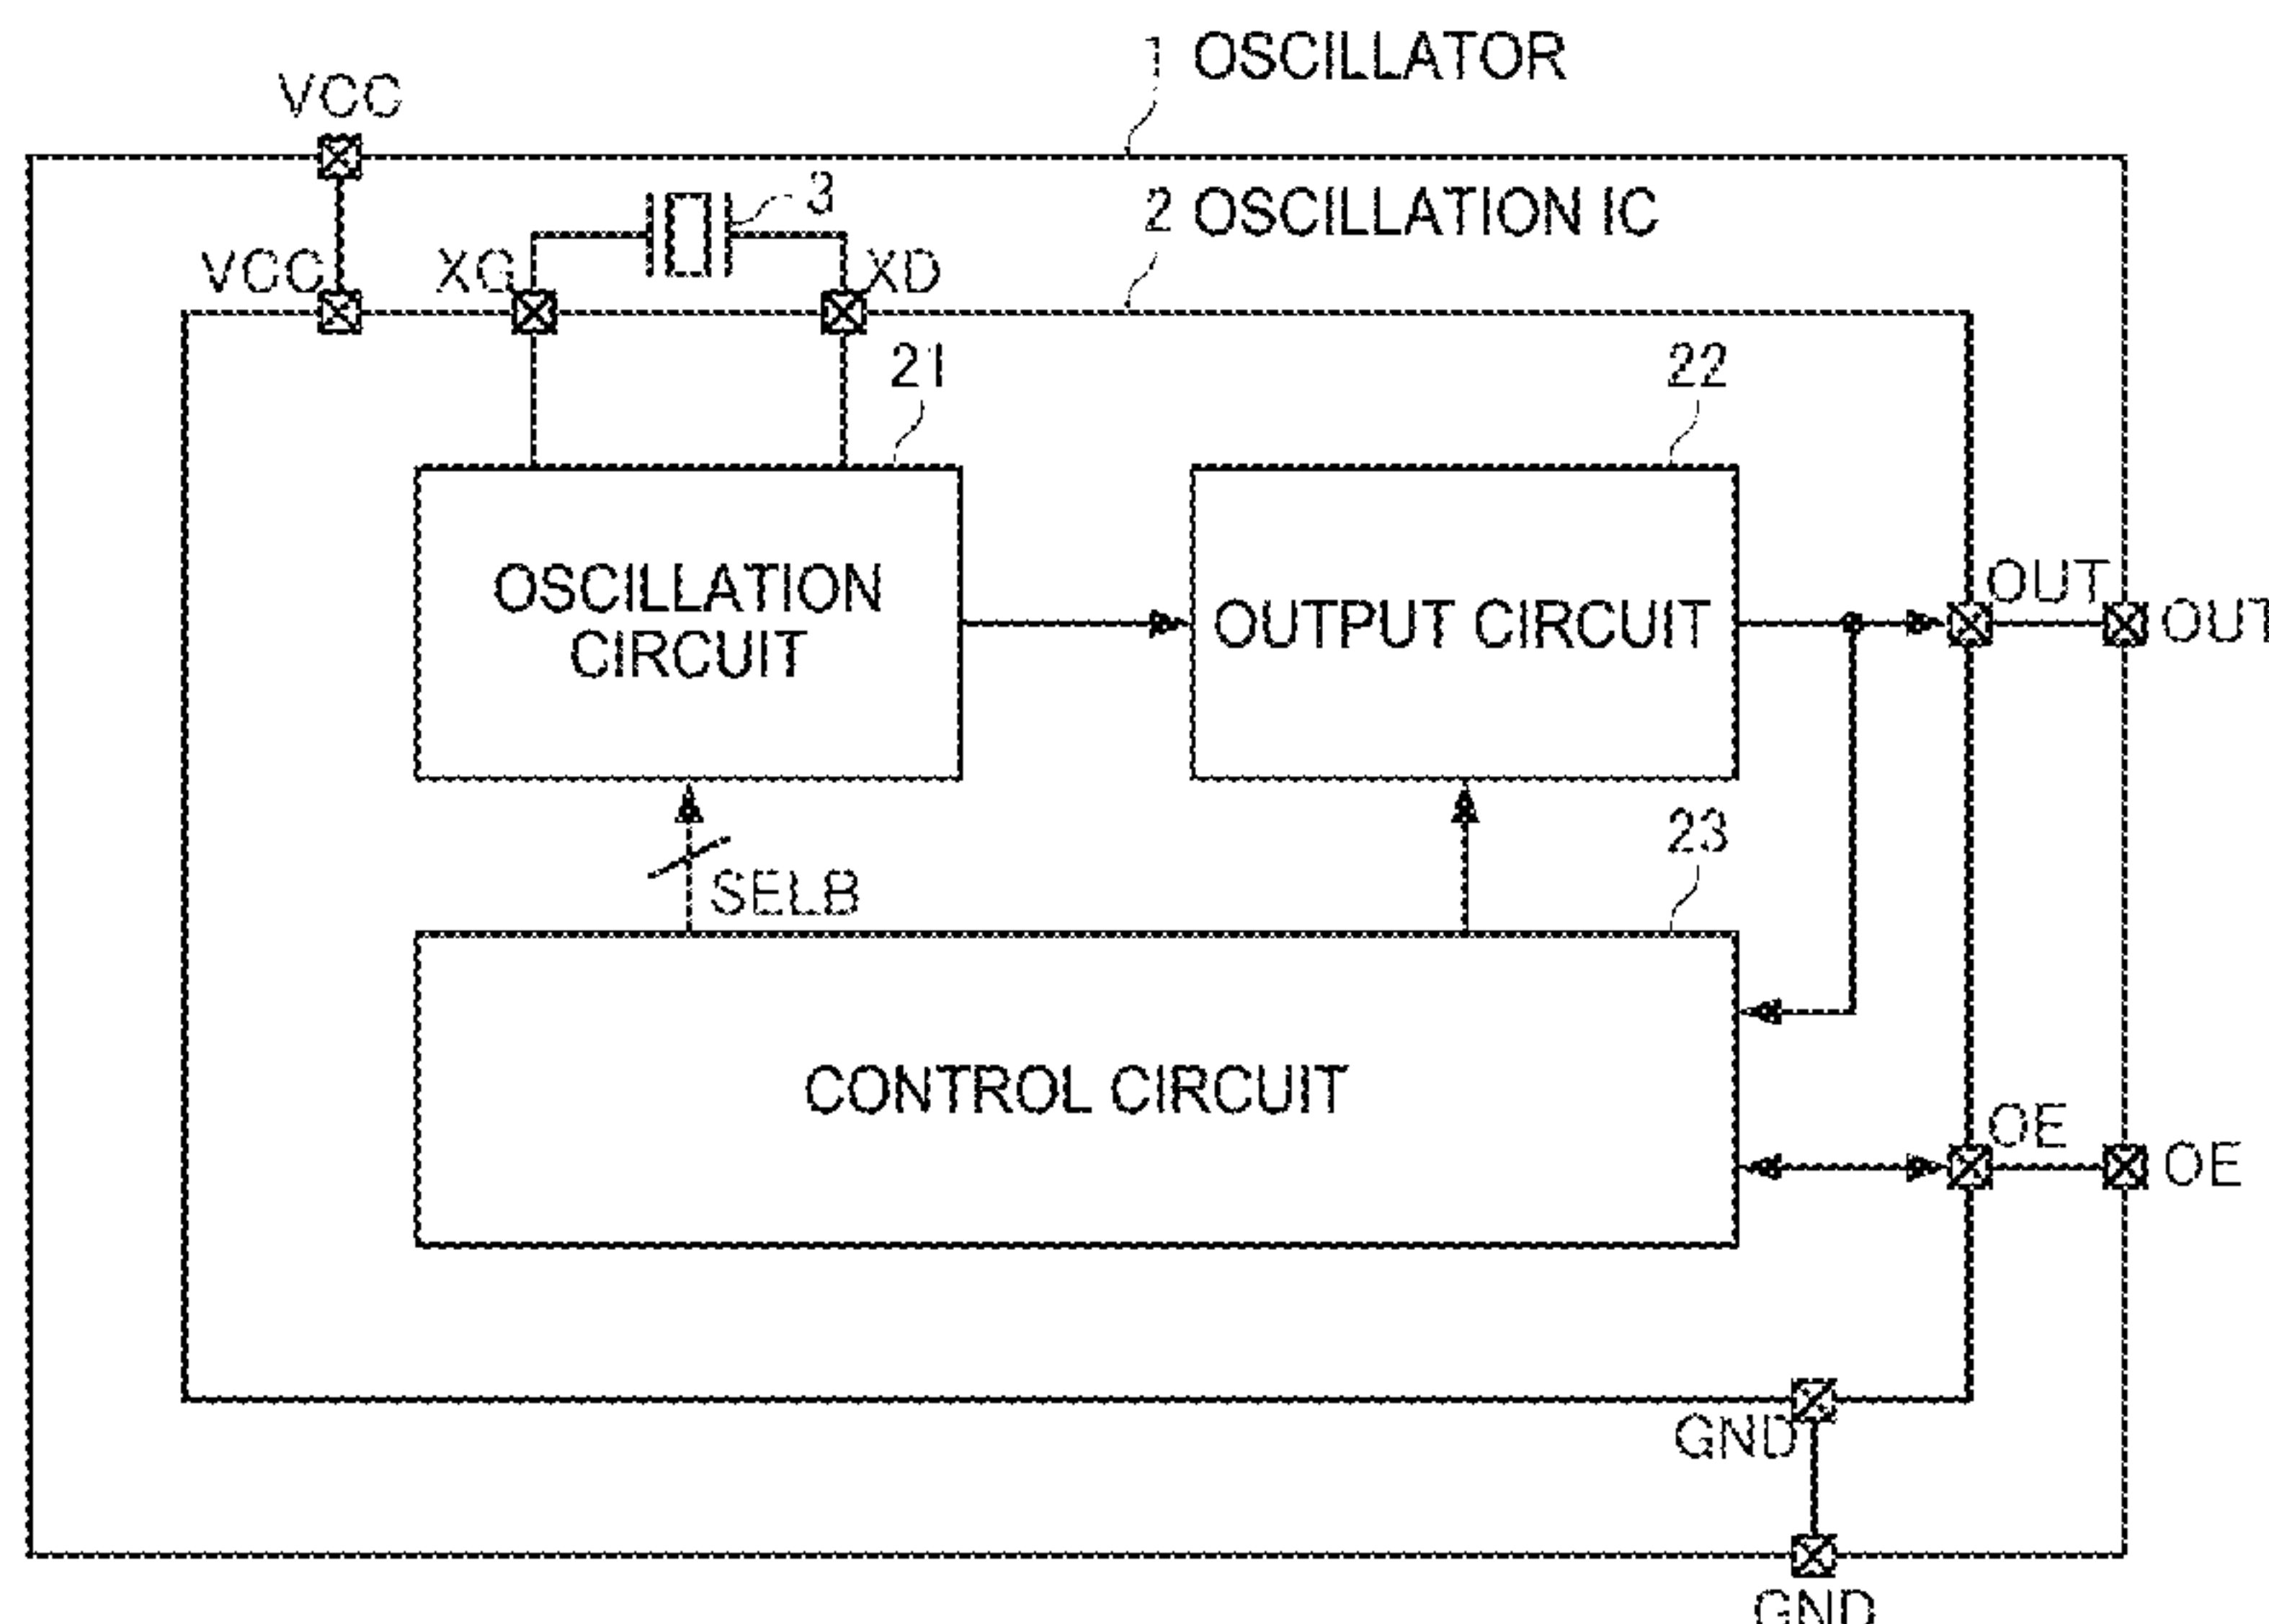 1 OSCILLATOR
VCC
3
2 OSCILLATION IC
VCC
XG
XD
21
22
OSCILLATION
CIRCUIT
OUTPUT CIRCUIT
OUT
OUT
SELB
23
CONTROL CIRCUIT
OE
OE
GND
GND